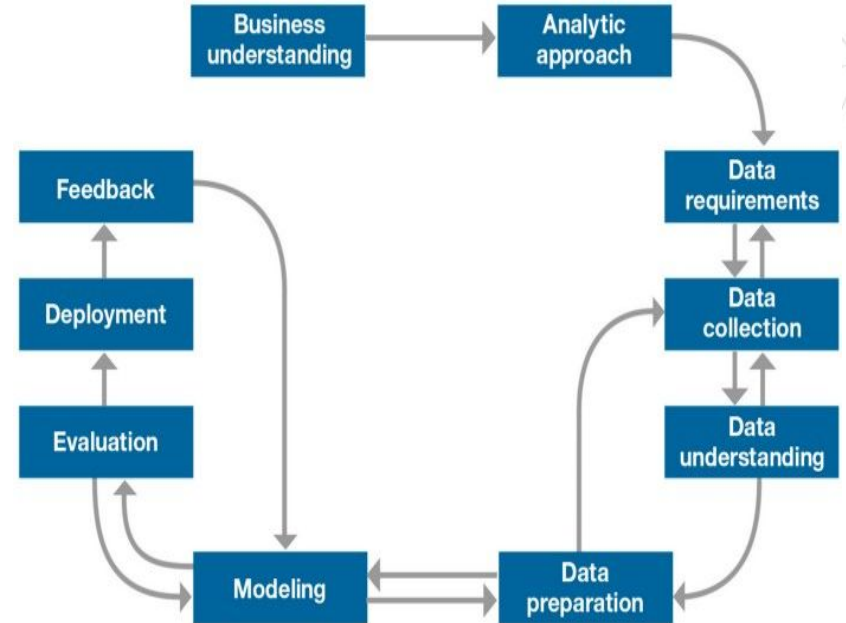 Business
understanding
Analytic
approach
Data
requirements
Data
collection
Data
understanding
Data
preparation
Modeling
Evaluation
Deployment
Feedback